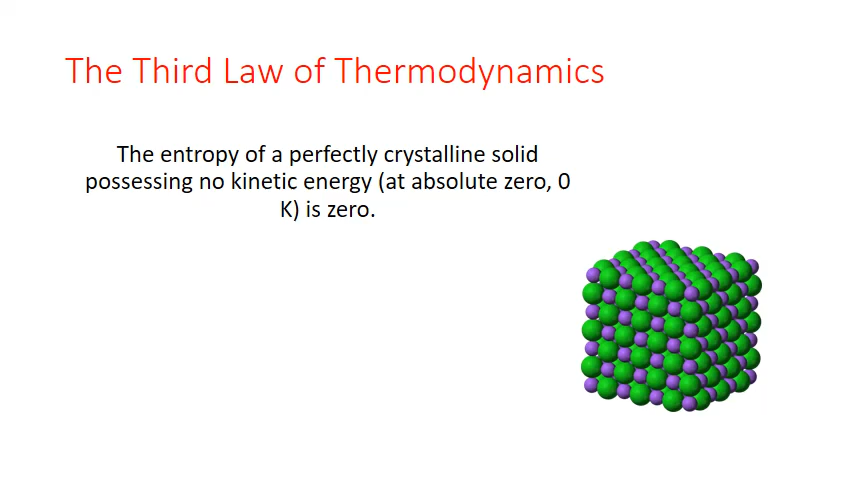 The Third Law of Thermodynamics
The entropy of a perfectly crystalline solid
possessing no kinetic energy (at absolute zero, 0
K) is zero.